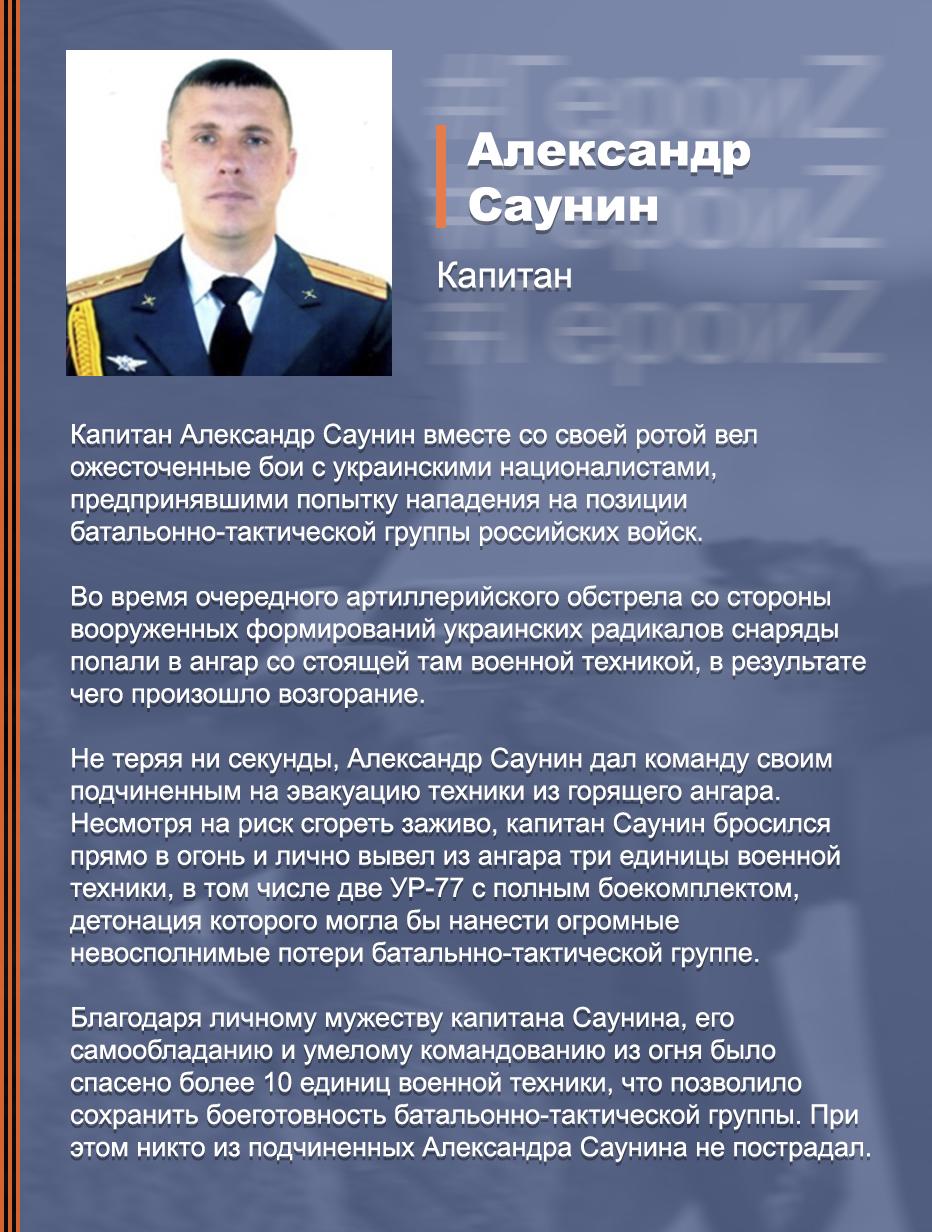 #ГероиZ
Александр
#ГероиZ
Саунин
Капитан
#ГероиZ
Капитан Александр Саунин вместе со своей ротой вел
ожесточенные бои с украинскими националистами,
предпринявшими попытку нападения на позиции
батальонно-тактической группы российских войск.
Во время очередного артиллерийского обстрела со стороны
вооруженных формирований украинских радикалов снаряды
попали в ангар со стоящей там военной техникой, в результате
чего произошло возгорание.
Не теряя ни секунды, Александр Саунин дал команду своим
подчиненным на эвакуацию техники из горящего ангара.
Несмотря на риск сгореть заживо, капитан Саунин бросился
прямо в огонь и лично вывел из ангара три единицы военной
техники, в том числе две УР-77 с полным боекомплектом,
детонация которого могла бы нанести огромные
невосполнимые потери батальнно-тактической группе.
Благодаря личному мужеству капитана Саунина, его
самообладанию и умелому командованию из огня было
спасено более 10 единиц военной техники, что позволило
сохранить боеготовность батальонно-тактической группы. При
этом никто из подчиненных Александра Саунина не пострадал.